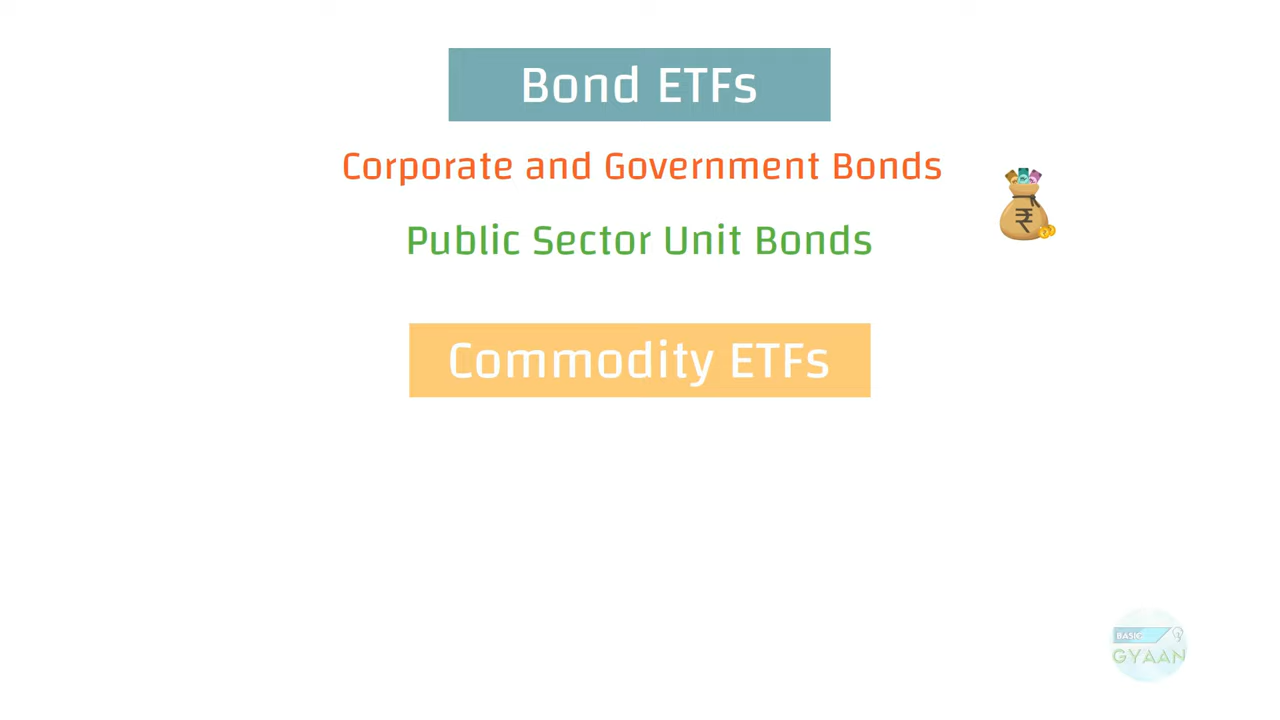 Bond ETFs
Corporate and Government Bonds
₹
Public Sector Unit Bonds
Commodity ETFs
BASIC
GYAAN